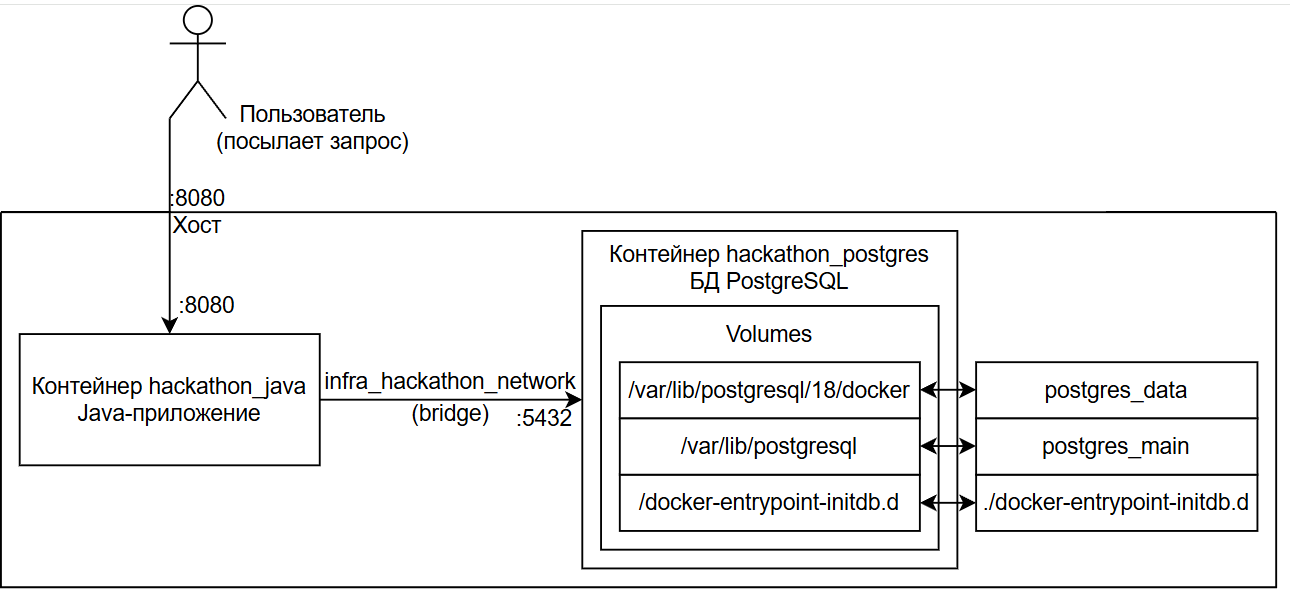 Пользователь
(посылает запрос)
:8080
Хост
:8080
Контейнер hackathon_java
Java-приложение
infra_hackathon_network
(bridge)
:5432
Контейнер hackathon_postgres
БД PostgreSQL
Volumes
/var/lib/postgresql/18/docker
postgres_data
/var/lib/postgresql
postgres_main
/docker-entrypoint-initdb.d
./docker-entrypoint-initdb.d